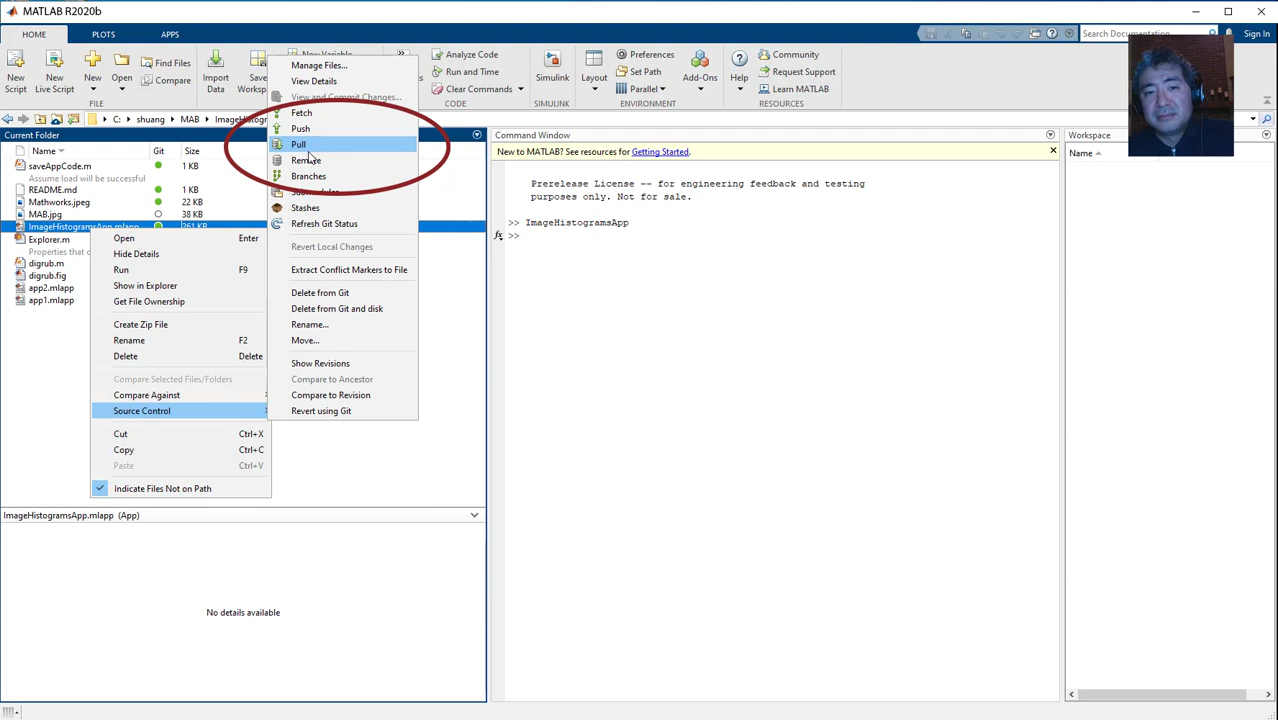 MATLAB R2020b
HOME
PLOTS
APPS
Search Documentation
Sign In
New Script
New Live Script
New
Open
Find Files
Compare
Import Data
Save
New Variable
Analyze Code
Run and Time
Clear Commands
Simulink
Layout
Preferences
Set Path
Parallel
Add-Ons
Help
Community
Request Support
Learn MATLAB
FILE
CODE
SIMULINK
ENVIRONMENT
RESOURCES
C:
shuang
MAB
Current Folder
Name
Git
Size
saveAppCode.m
1 KB
Assume load will be successful
README.md
1 KB
Mathworks.jpeg
22 KB
MAB.jpg
38 KB
ImageHistogramsApp.mlapp
261 KB
Explorer.m
digrub.m
digrub.fig
app2.mlapp
app1.mlapp
Open
Enter
Hide Details
Run
F9
Show in Explorer
Get File Ownership
Create Zip File
Rename
F2
Delete
Delete
Compare Selected Files/Folders
Compare Against
Source Control
Cut
Ctrl+X
Copy
Ctrl+C
Paste
Ctrl+V
Indicate Files Not on Path
Manage Files...
View Details
View and Commit Changes...
Fetch
Push
Pull
Remote
Branches
Submodules
Stashes
Refresh Git Status
Revert Local Changes
Extract Conflict Markers to File
Delete from Git
Delete from Git and disk
Rename...
Move...
Show Revisions
Compare to Ancestor
Compare to Revision
Revert using Git
ImageHistogramsApp.mlapp (App)
No details available
Command Window
New to MATLAB? See resources for Getting Started.
Prerelease License -- for engineering feedback and testing
purposes only. Not for sale.
>> ImageHistogramsApp
fx >>
Workspace
Name